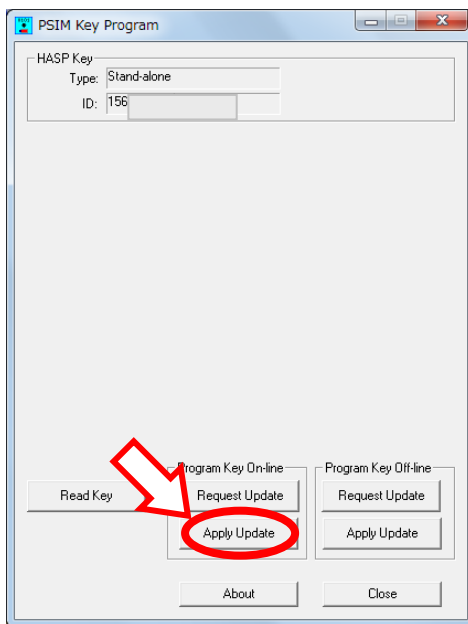 PSIM Key Program
HASP Key
Type: Stand-alone
ID: 156
Program Key On-line
Program Key Off-line
Read Key
Request Update
Request Update
Apply Update
Apply Update
About
Close